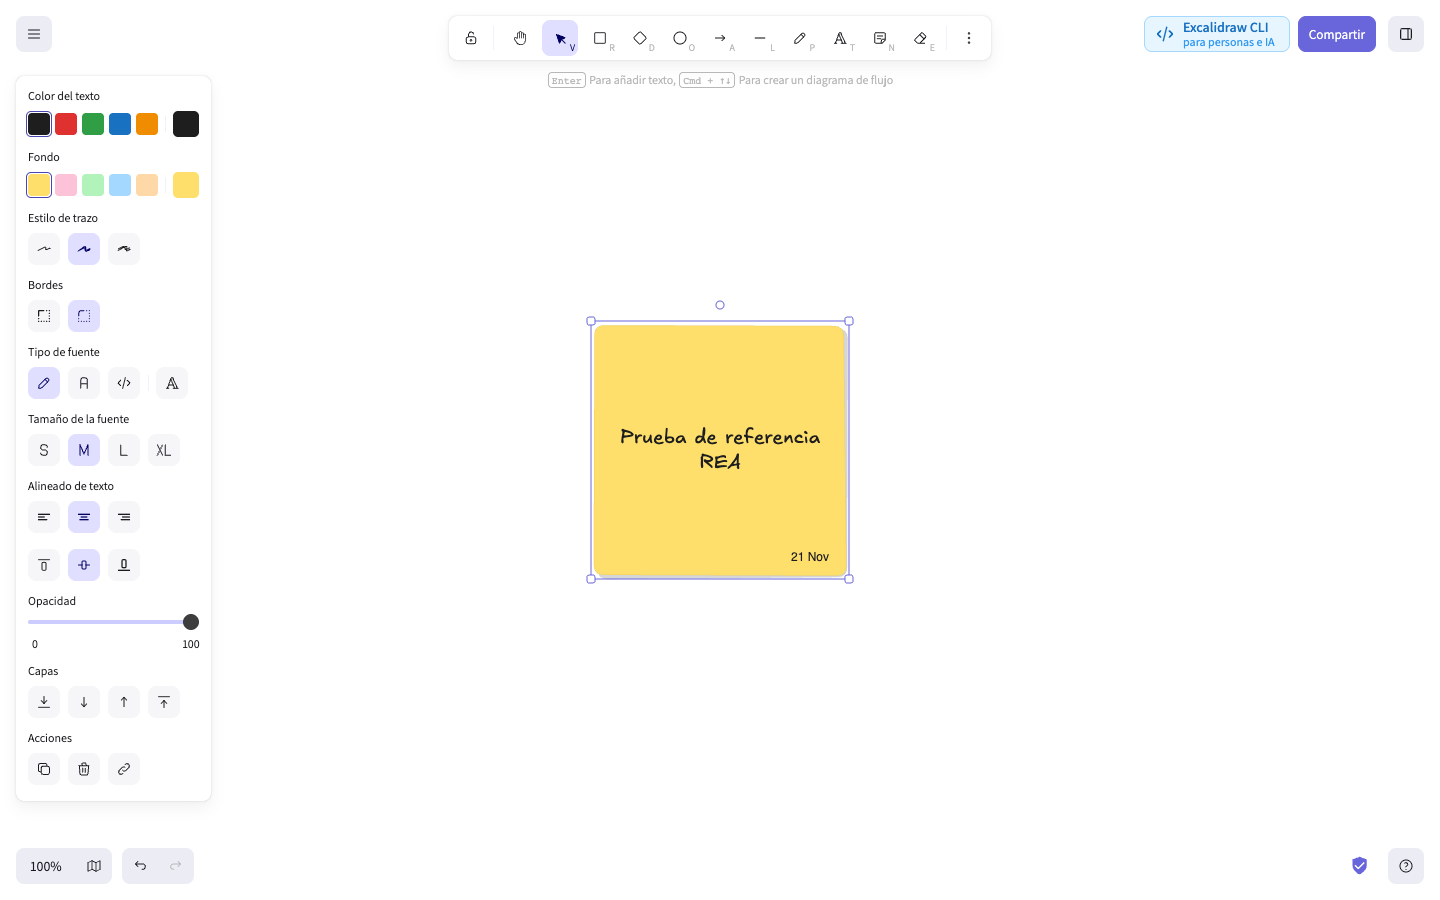 V
R
D
O
A
L
P
T
N
E
Excalidraw CLI
para personas e IA
Compartir
Enter Para añadir texto, Cmd + ↑↓ Para crear un diagrama de flujo
Color del texto
Fondo
Estilo de trazo
Bordes
Tipo de fuente
Tamaño de la fuente
S M L XL
Alineado de texto
Opacidad
0 100
Capas
Acciones
Prueba de referencia
REA
21 Nov
100%